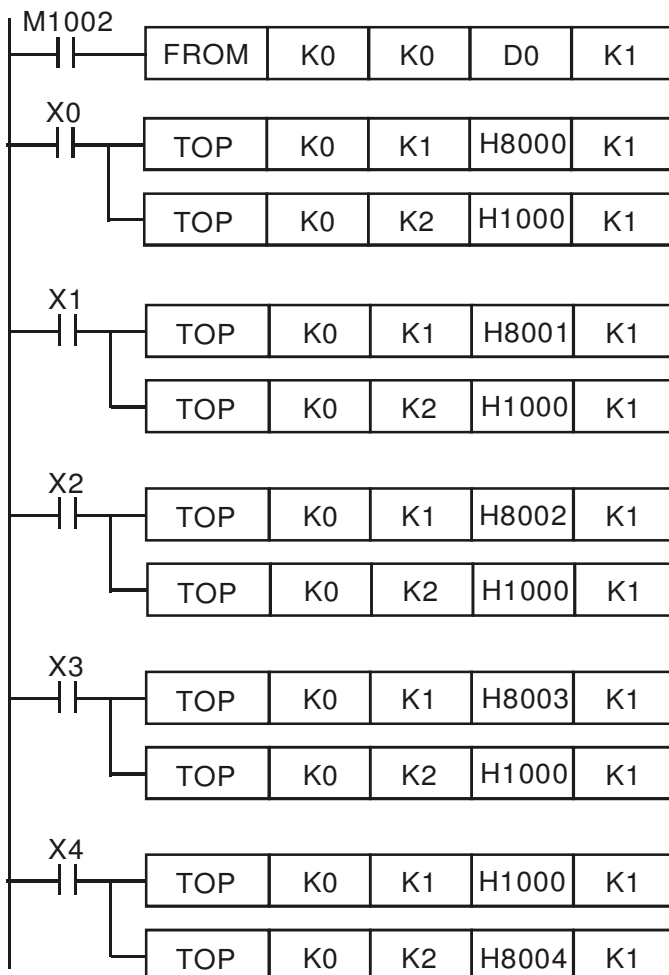 M1002
FROM K0 K0 D0 K1
X0
TOP K0 K1 H8000 K1
TOP K0 K2 H1000 K1
X1
TOP K0 K1 H8001 K1
TOP K0 K2 H1000 K1
X2
TOP K0 K1 H8002 K1
TOP K0 K2 H1000 K1
X3
TOP K0 K1 H8003 K1
TOP K0 K2 H1000 K1
X4
TOP K0 K1 H1000 K1
TOP K0 K2 H8004 K1